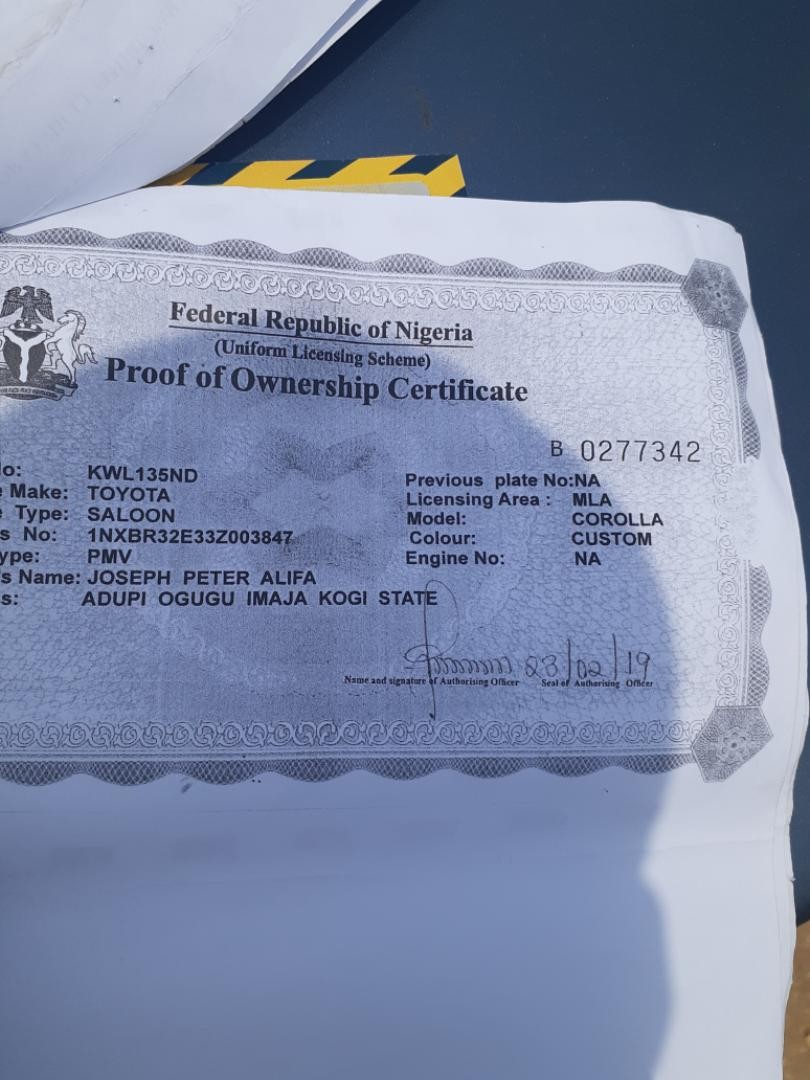 Federal Republic of Nigeria
(Uniform Licensing Scheme)
Proof of Ownership Certificate
B 0277342
o: KWL135ND Previous plate No:NA
e Make: TOYOTA Licensing Area : MLA
e Type: SALOON Model: COROLLA
s No: 1NXBR32E33Z003847 Colour: CUSTOM
ype: PMV Engine No: NA
's Name: JOSEPH PETER ALIFA
s: ADUPI OGUGU IMAJA KOGI STATE
23/02/19
Name and signature of Authorising Officer Seal of Authorising Officer